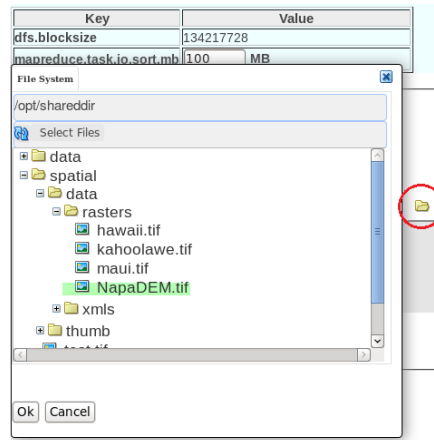 Key Value
dfs.blocksize 134217728
mapreduce.task.io.sort.mb 100 MB
File System
/opt/shareddir
Select Files
data
spatial
data
rasters
hawaii.tif
kahoolawe.tif
maui.tif
NapaDEM.tif
xmls
thumb
Ok Cancel